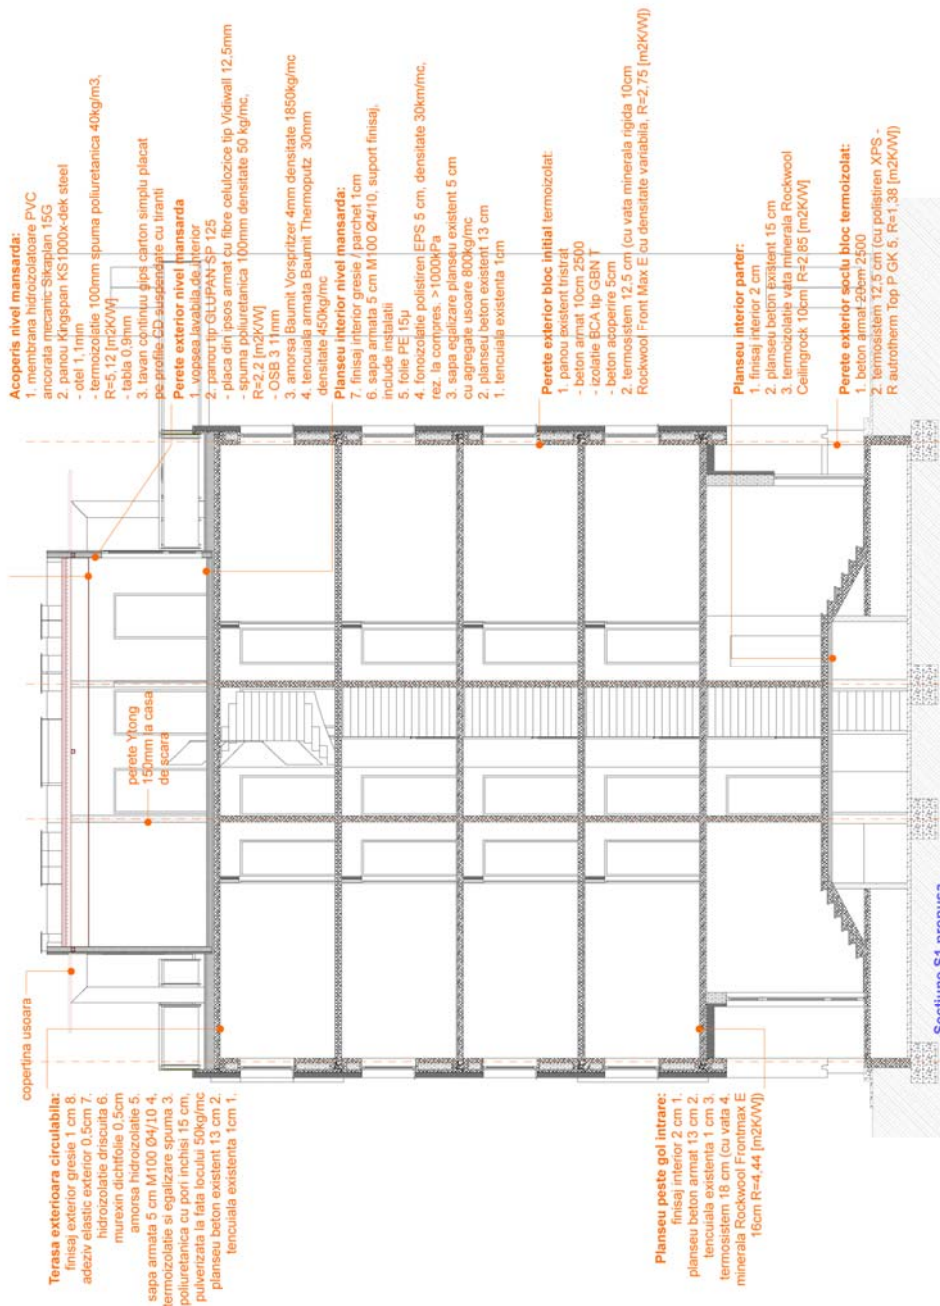 Acoperis nivel mansarda:
1. membrana hidroizolatoare PVC
ancorata mecanic Sikaplan 15G
2. panou Kingspan KS1000x-dek steel
- otel 1,1mm
- termoizolatie 100mm spuma poliuretanica 40kg/m3,
R=5,12 [m2K/W]
- tabla 0,9mm
3. tavan continuu gips carton simplu placat
pe profile CD suspendate cu tiranti
Perete exterior nivel mansarda
1. vopsea lavabila de exterior
2. panou tip GLUPAN SP 125
- placa din ipsos armat cu fibre celulozice tip Vidiwall 12,5mm
- spuma poliuretanica 100mm densitate 50 kg/mc,
R=2,2 [m2K/W]
- OSB 3 11mm
3. amorsa Baumit Vorspritzer 4mm densitate 1850kg/mc
4. tencuiala Baumit Thermoputz 30mm
densitate 450kg/mc
Planseu interior nivel mansarda:
7. finisaj interior gresie / parchet 1cm
6. sapa armata 5 cm M100 Ø4/10, suport finisaj,
include instalatii
5. folie PE 15µ
4. fonoizolatie polistiren EPS 5 cm, densitate 30km/mc,
rez. la compres. >1000kPa
3. sapa egalizare planseu existent 5 cm
cu agregate usoare 800kg/mc
2. planseu beton existent 13 cm
1. tencuiala existenta 1cm
Perete exterior bloc initial termoizolat:
1. panou existent tristrat
- beton armat 10cm 2500
- izolatie BCA tip GBN T
- beton acoperire 5cm
2. termosistem 12,5 cm (cu vata minerala rigida 10cm
Rockwool Front Max E cu densitate variabila, R=2,75 [m2K/W)
Planseu interior parter:
1. finisaj interior 2 cm
2. planseu beton existent 15 cm
3. termoizolatie vata minerala Rockwool
Ceilingrock 10cm R=2,85 [m2K/W)]
Perete exterior soclu bloc termoizolat:
1. beton armat 20cm 2500
2. termosistem 12,5 cm (cu polistiren XPS -
R autrotherm Top P GK 5, R=1,38 [m2K/W])
perete Ytong
150mm la casa
de scara
copertina usoara
Terasa exterioara circulabila:
finisaj exterior gresie 1 cm 8.
adeziv elastic exterior 0,5cm 7.
hidroizolatie driscuita 6.
murexin dichtfolie 0,5cm
amorsa hidroizolatie 5.
sapa armata 5 cm M100 Ø4/10 4.
termoizolatie si egalizare spuma 3.
poliuretanica cu pori inchisi 15 cm,
pulverizata la fata locului 50kg/mc
planseu beton existent 13 cm 2.
tencuiala existenta 1cm 1.
Planseu peste gol intrare:
finisaj interior 2 cm 1.
planseu beton armat 13 cm 2.
tencuiala existenta 1 cm 3.
termosistem 18 cm (cu vata 4.
minerala Rockwool Frontmax E
16cm R=4,44 [m2K/W])
Sectiune S1 propusa